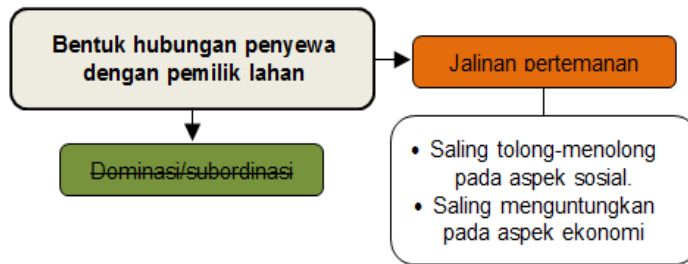 Bentuk hubungan penyewa
dengan pemilik lahan
Jalinan pertemanan
Dominasi/subordinasi
• Saling tolong-menolong
pada aspek sosial.
• Saling menguntungkan
pada aspek ekonomi